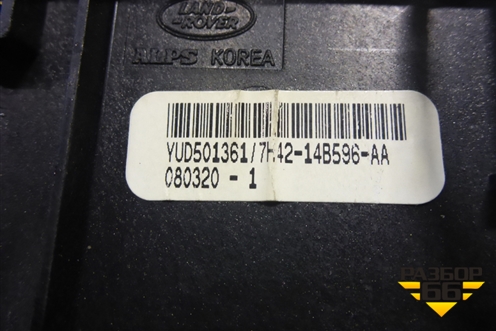 LAND
ROVER
ALPS KOREA
YUD501361/7H42-14B596-AA
080320 - 1
РАЗБОР
66